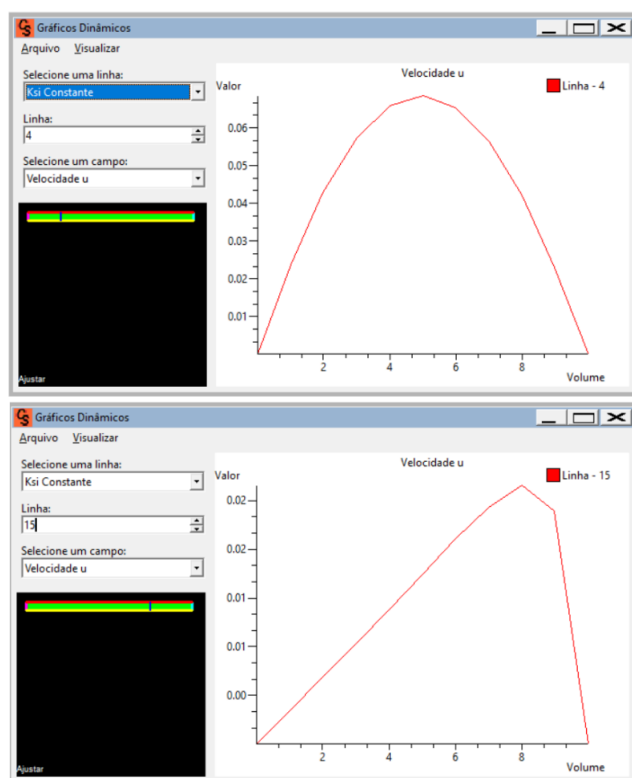 Gráficos Dinâmicos
Arquivo Visualizar
Selecione uma linha:
Ksi Constante
Linha:
4
Selecione um campo:
Velocidade u
Ajustar
Velocidade u
Valor
Linha - 4
0.06
0.05
0.04
0.03
0.02
0.01
2 4 6 8
Volume
Gráficos Dinâmicos
Arquivo Visualizar
Selecione uma linha:
Ksi Constante
Linha:
15
Selecione um campo:
Velocidade u
Ajustar
Velocidade u
Valor
Linha - 15
0.02
0.02
0.01
0.01
0.00
2 4 6 8
Volume